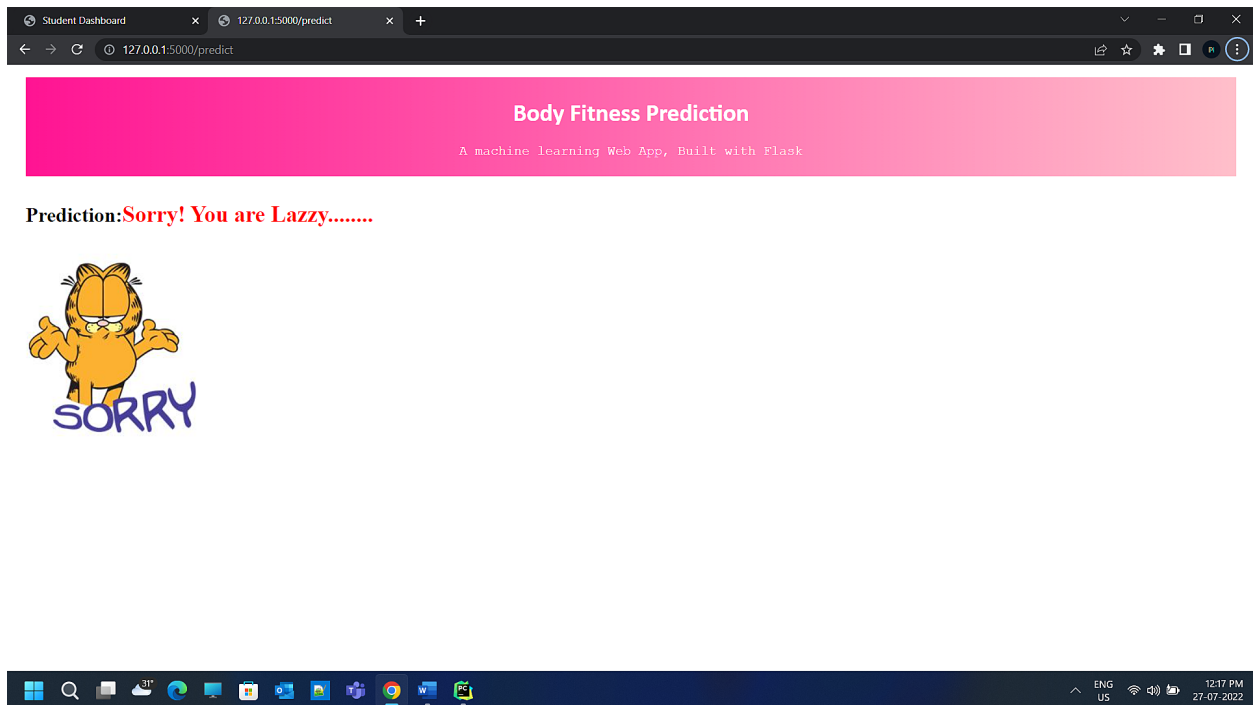 Student Dashboard
127.0.0.1:5000/predict
127.0.0.1:5000/predict
Body Fitness Prediction
A machine learning Web App, Built with Flask
Prediction:Sorry! You are Lazzy........
SORRY
31°
ENG
US
12:17 PM
27-07-2022